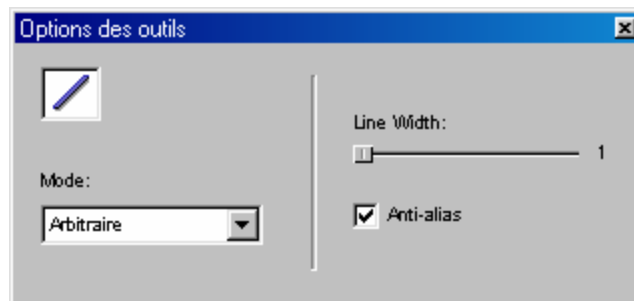 Options des outils
Mode:
Arbitraire
Line Width:
1
Anti-alias